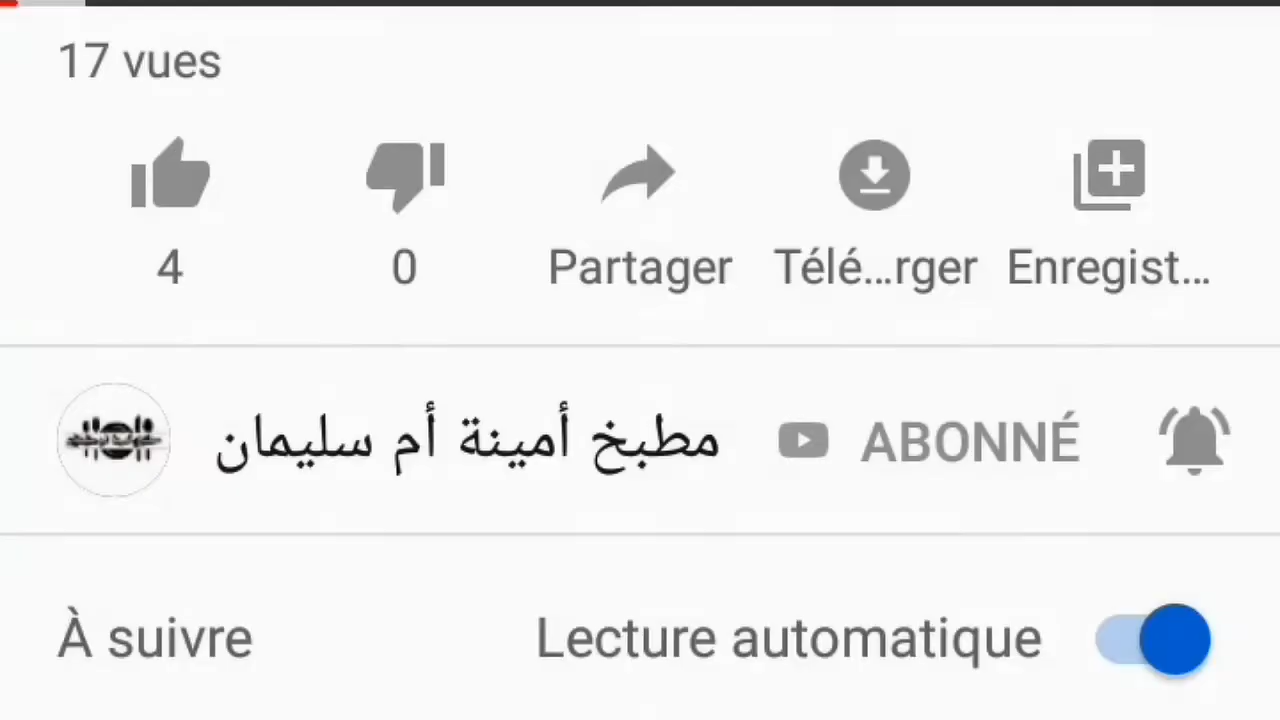 17 vues
4 0 Partager Télé...rger Enregist...
مطبخ أمينة أم سليمان ABONNÉ
À suivre Lecture automatique